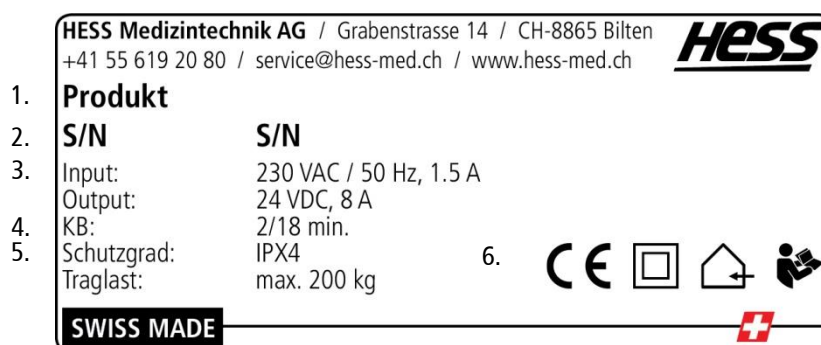 HESS Medizintechnik AG / Grabenstrasse 14 / CH-8865 Bilten
+41 55 619 20 80 / service@hess-med.ch / www.hess-med.ch
Hess
1. Produkt
2. S/N S/N
3. Input: 230 VAC / 50 Hz, 1.5 A
Output: 24 VDC, 8 A
4. KB: 2/18 min.
5. Schutzgrad: IPX4
Traglast: max. 200 kg
6. CE
SWISS MADE